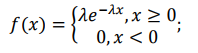 f(x) = {λe^{-λx}, x ≥ 0
0, x < 0;